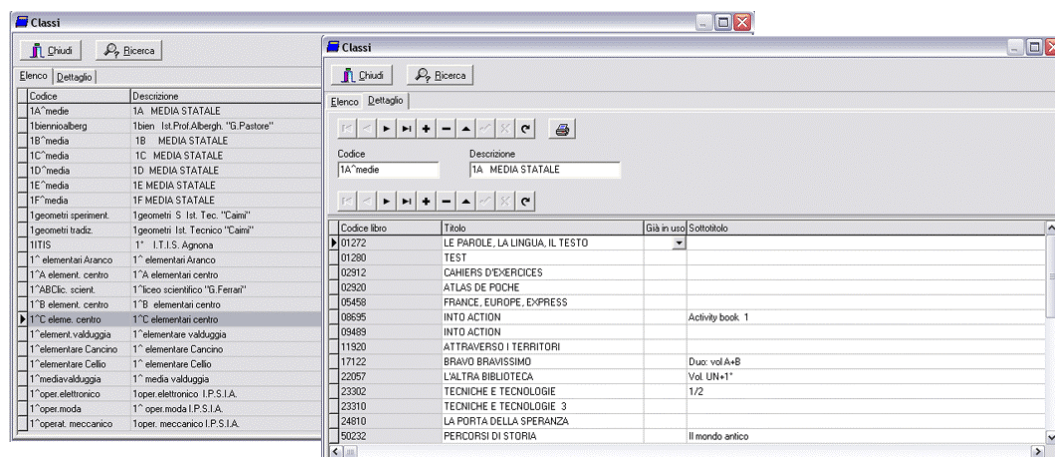 Classi
Chiudi Ricerca
Elenco Dettaglio
Codice Descrizione
1A^medie 1A MEDIA STATALE
1biennioalberg 1bien Ist.Prof.Albergh. "G.Pastore"
1B^media 1B MEDIA STATALE
1C^media 1C MEDIA STATALE
1D^media 1D MEDIA STATALE
1E^media 1E MEDIA STATALE
1F^media 1F MEDIA STATALE
1geometri speriment. 1geometri S Ist. Tec. "Caimi"
1geometri tradiz. 1geometri Ist. Tecnico "Caimi"
1ITIS 1° I.T.I.S. Agnona
1^ elementari Aranco 1^ elementari Aranco
1^A element. centro 1^A elementari centro
1^ABClic. scient. 1^liceo scientifico "G.Ferrari"
1^B element. centro 1^B elementari centro
1^C eleme. centro 1^C elementari centro
1^element.valduggia 1^elementare valduggia
1^elementare Cancino 1^ elementare Cancino
1^elementare Cellio 1^ elementare Cellio
1^mediavalduggia 1^ media valduggia
1^oper.elettronico 1oper.elettronico I.P.S.I.A.
1^oper.moda 1^ oper.moda I.P.S.I.A.
1^operat. meccanico 1oper. meccanico I.P.S.I.A.
Classi
Chiudi Ricerca
Elenco Dettaglio
Codice Descrizione
1A^medie 1A MEDIA STATALE
Codice libro Titolo Già in uso Sottotitolo
01272 LE PAROLE, LA LINGUA, IL TESTO
01280 TEST
02912 CAHIERS D'EXERCICES
02920 ATLAS DE POCHE
05458 FRANCE, EUROPE, EXPRESS
08695 INTO ACTION Activity book 1
09489 INTO ACTION
11920 ATTRAVERSO I TERRITORI
17122 BRAVO BRAVISSIMO Duo: vol A+B
22057 L'ALTRA BIBLIOTECA Vol. UN+1°
23302 TECNICHE E TECNOLOGIE 1/2
23310 TECNICHE E TECNOLOGIE 3
24810 LA PORTA DELLA SPERANZA
50232 PERCORSI DI STORIA Il mondo antico